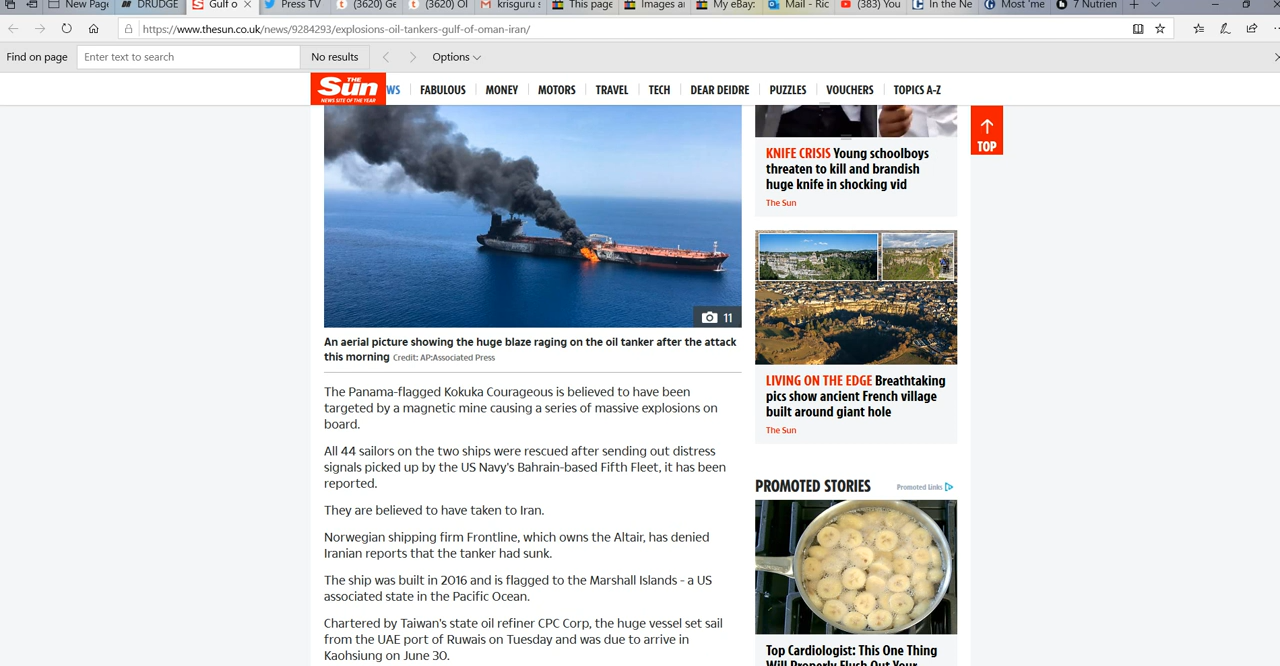 New Page
DRUDGE
Gulf o
Press TV
(3620) Ge
(3620) Ol
krisguru s
This page
Images ar
My eBay:
Mail - Ric
(383) You
In the Ne
Most 'me
7 Nutrien
https://www.thesun.co.uk/news/9284293/explosions-oil-tankers-gulf-of-oman-iran/
Find on page
Enter text to search
No results
Options
THE Sun
NEWS SITE OF THE YEAR
WS FABULOUS MONEY MOTORS TRAVEL TECH DEAR DEIDRE PUZZLES VOUCHERS TOPICS A-Z
TOP
11
An aerial picture showing the huge blaze raging on the oil tanker after the attack
this morning Credit: AP:Associated Press
The Panama-flagged Kokuka Courageous is believed to have been
targeted by a magnetic mine causing a series of massive explosions on
board.
All 44 sailors on the two ships were rescued after sending out distress
signals picked up by the US Navy's Bahrain-based Fifth Fleet, it has been
reported.
They are believed to have taken to Iran.
Norwegian shipping firm Frontline, which owns the Altair, has denied
Iranian reports that the tanker had sunk.
The ship was built in 2016 and is flagged to the Marshall Islands - a US
associated state in the Pacific Ocean.
Chartered by Taiwan's state oil refiner CPC Corp, the huge vessel set sail
from the UAE port of Ruwais on Tuesday and was due to arrive in
Kaohsiung on June 30.
KNIFE CRISIS Young schoolboys
threaten to kill and brandish
huge knife in shocking vid
The Sun
LIVING ON THE EDGE Breathtaking
pics show ancient French village
built around giant hole
The Sun
PROMOTED STORIES
Promoted Links
Top Cardiologist: This One Thing
Will Properly Flush Out Your